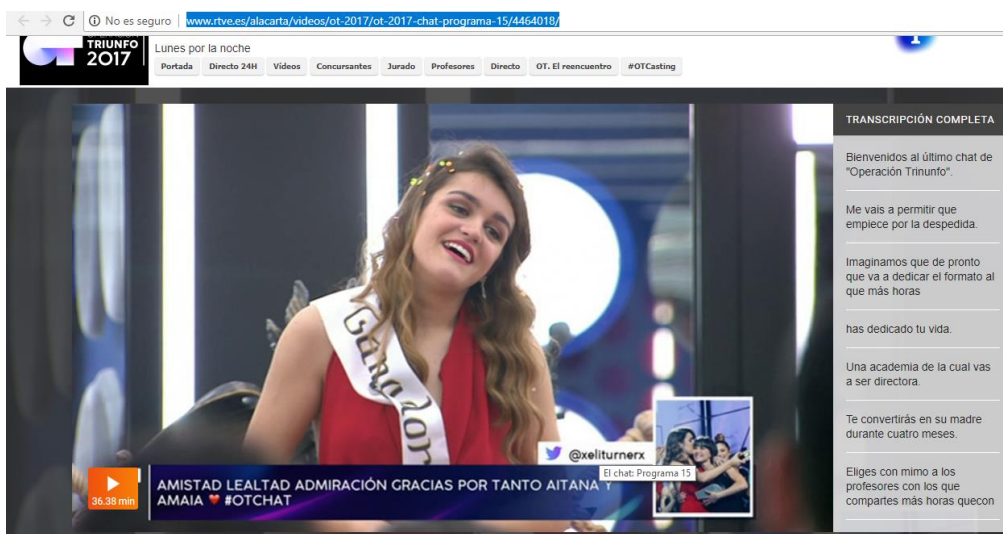 No es seguro | www.rtve.es/alacarta/videos/ot-2017/ot-2017-chat-programa-15/4464018/
TRIUNFO
2017
Lunes por la noche
Portada Directo 24H Vídeos Concursantes Jurado Profesores Directo OT. El reencuentro #OTCasting
TRANSCRIPCIÓN COMPLETA
Bienvenidos al último chat de
"Operación Trinunfo".
Me vais a permitir que
empiece por la despedida.
Imaginamos que de pronto
que va a dedicar el formato al
que más horas
has dedicado tu vida.
Una academia de la cual vas
a ser directora.
Te convertirás en su madre
durante cuatro meses.
Eliges con mimo a los
profesores con los que
compartes más horas quecon
Ganadora
@xeliturnerx
El chat: Programa 15
AMISTAD LEALTAD ADMIRACIÓN GRACIAS POR TANTO AITANA Y
AMAIA ❤ #OTCHAT
36.38 min